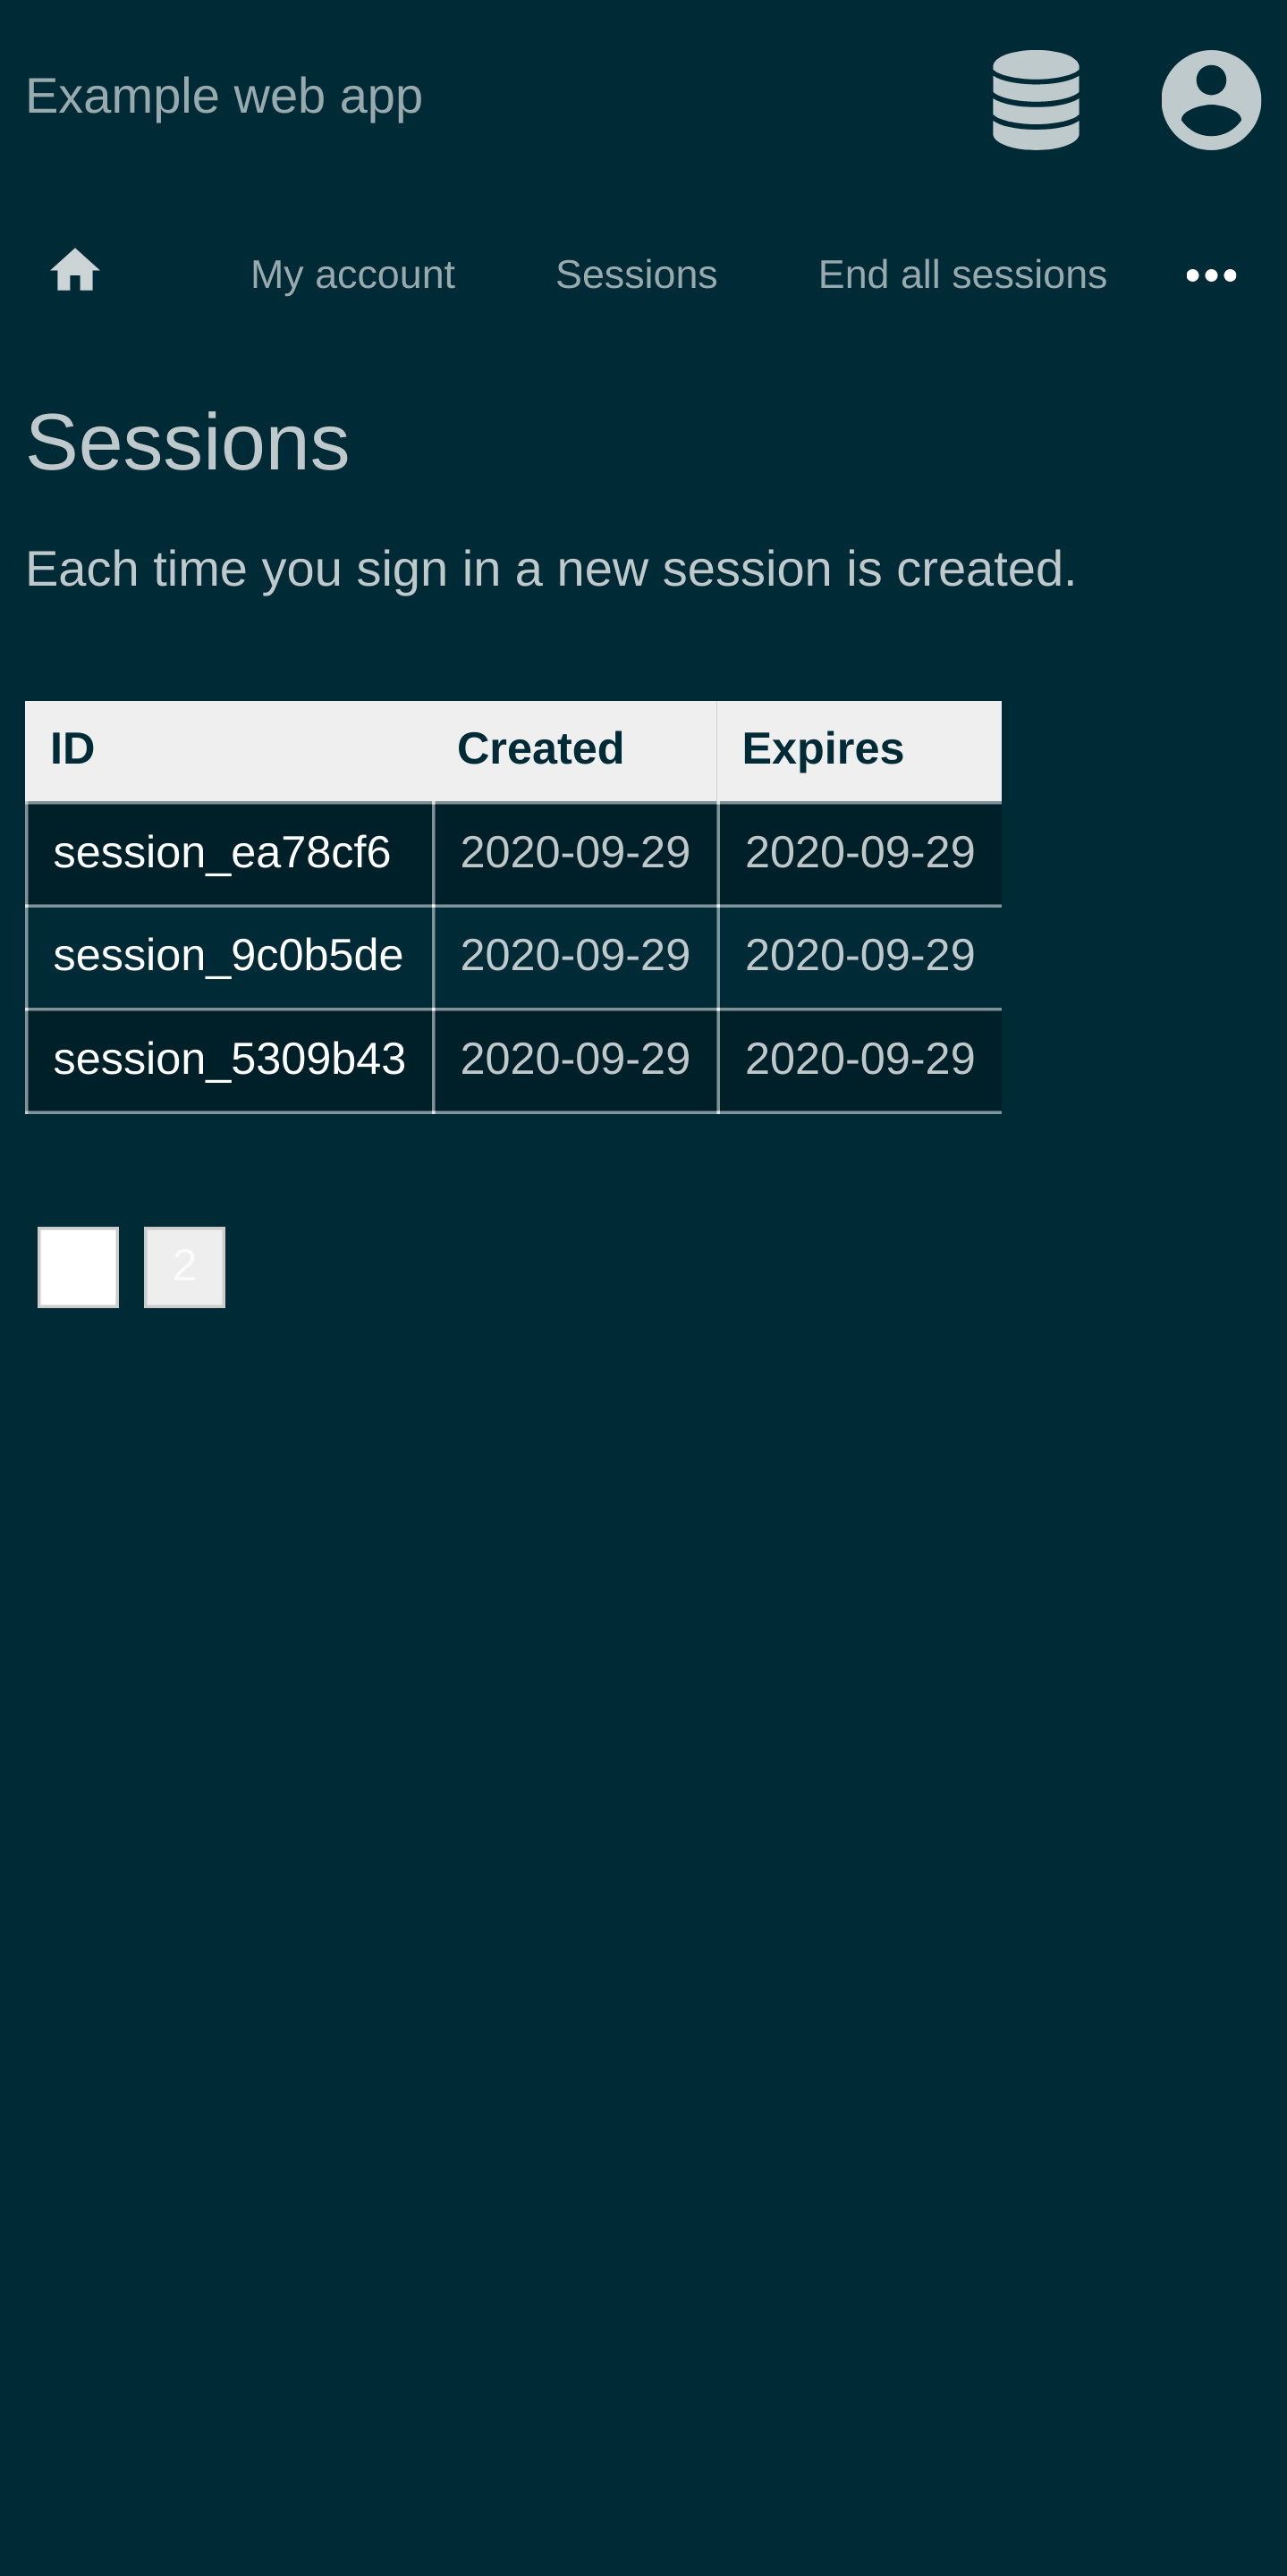 Example web app
My account Sessions End all sessions
Sessions
Each time you sign in a new session is created.
ID Created Expires
session_ea78cf6 2020-09-29 2020-09-29
session_9c0b5de 2020-09-29 2020-09-29
session_5309b43 2020-09-29 2020-09-29
2